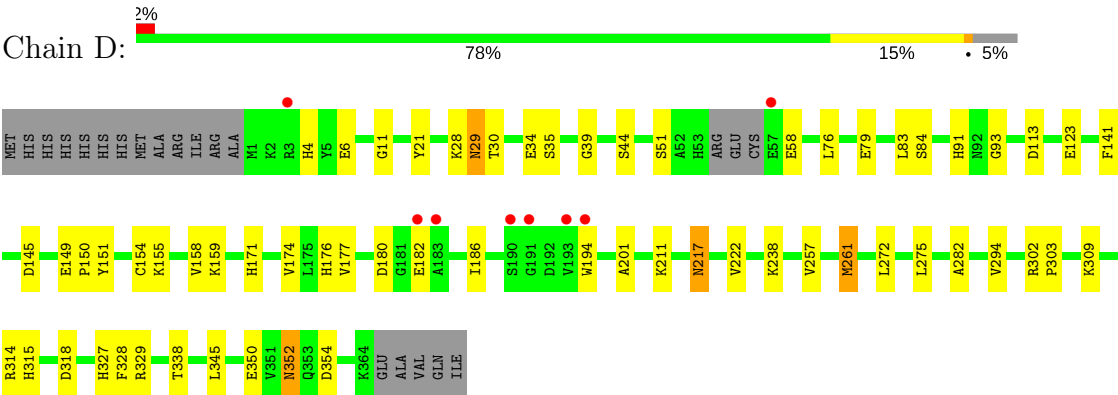 2%
Chain D:
78% 15% • 5%
MET HIS HIS HIS HIS HIS HIS MET ALA ARG ILE ARG ALA M1 K2 R3 H4 Y5 E6 G11 Y21 K28 N29 T30 E34 S35 G39 S44 S51 A52 H53 ARG GLU CYS E57 E58 L76 E79 L83 S84 H91 N92 G93 D113 E123 F141
D145 E149 P150 Y151 C154 K155 V158 K159 H171 V174 L175 H176 V177 D180 G181 E182 A183 I186 S190 G191 D192 V193 W194 A201 K211 N217 V222 K238 V257 M261 L272 L275 A282 V294 R302 P303 K309
R314 H315 D318 H327 F328 R329 T338 L345 E350 V351 N352 Q353 D354 K364 GLU ALA VAL GLN ILE